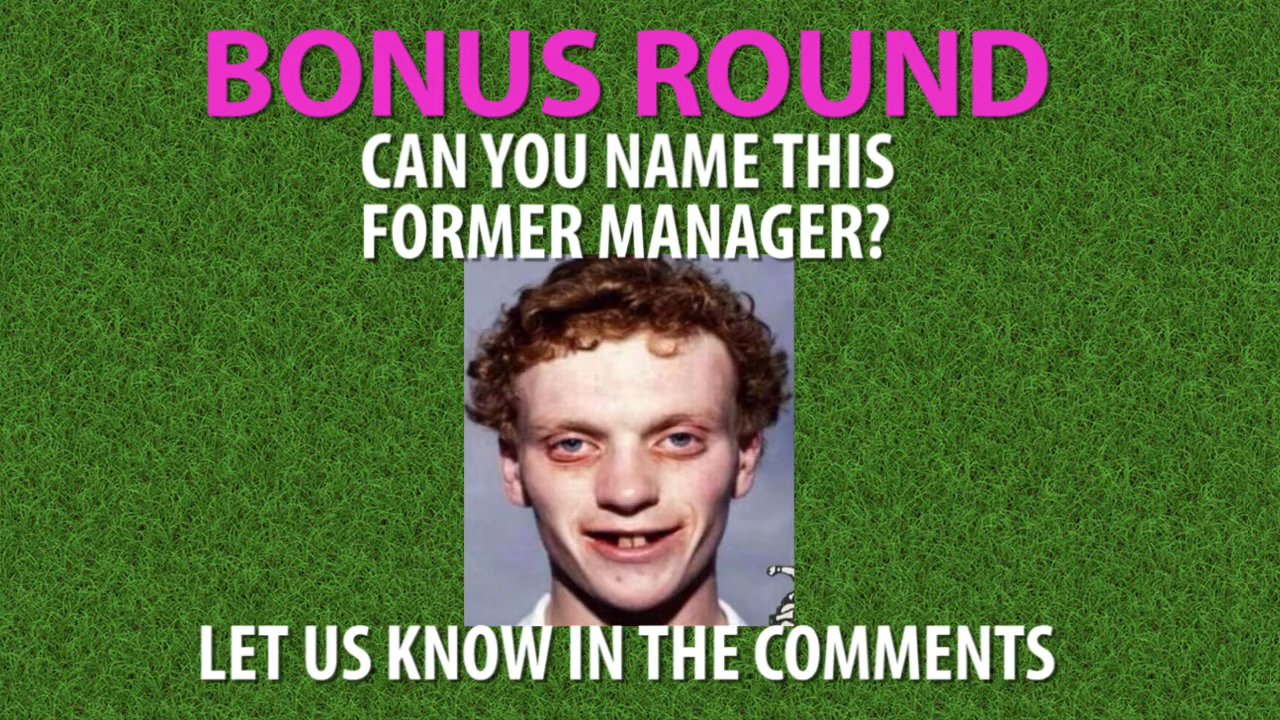 BONUS ROUND
CAN YOU NAME THIS
FORMER MANAGER?
LET US KNOW IN THE COMMENTS